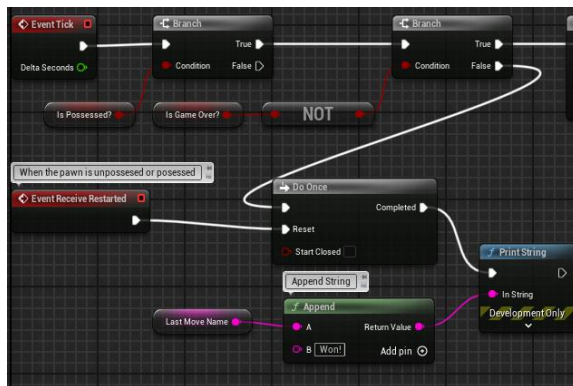 Event Tick
Delta Seconds
Branch
True
Condition
False
Branch
True
Condition
False
Is Possessed?
Is Game Over?
NOT
When the pawn is unpossesed or posessed
Event Receive Restarted
Do Once
Completed
Reset
Start Closed
Append String
Append
A
Return Value
B Won!
Add pin
Last Move Name
Print String
In String
Development Only